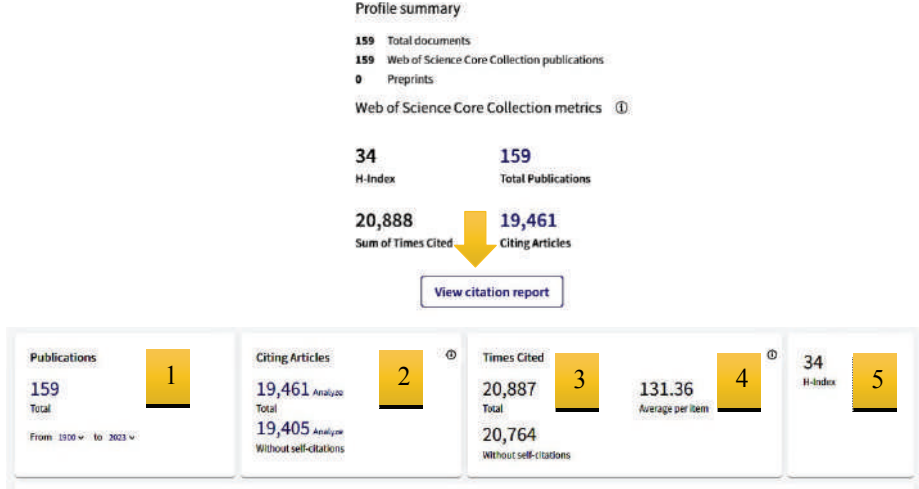 Profile summary
159 Total documents
159 Web of Science Core Collection publications
0 Preprints
Web of Science Core Collection metrics ⓘ
34 159
H-Index Total Publications
20,888 19,461
Sum of Times Cited Citing Articles
View citation report
Publications
159
Total
From 1900 to 2023
1
Citing Articles
19,461 Analyze
Total
19,405 Analyze
Without self-citations
2
Times Cited
20,887
Total
20,764
Without self-citations
3
131.36
Average per item
4
34
H-Index
5